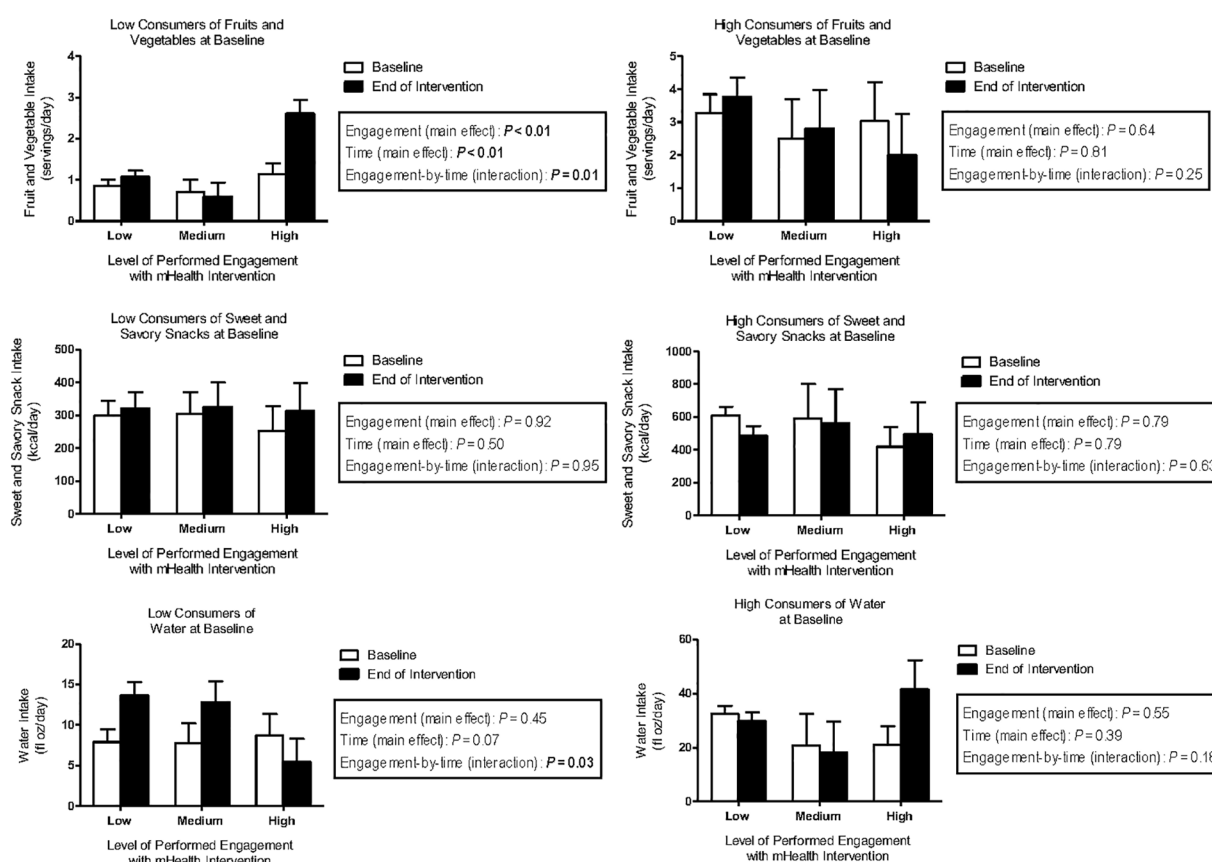 Low Consumers of Fruits and
Vegetables at Baseline
Fruit and Vegetable Intake
(servings/day)
4
3
2
1
0
Baseline
End of Intervention
Engagement (main effect): P < 0.01
Time (main effect): P < 0.01
Engagement-by-time (interaction): P = 0.01
Low Medium High
Level of Performed Engagement
with mHealth Intervention
High Consumers of Fruits and
Vegetables at Baseline
Fruit and Vegetable Intake
(servings/day)
5
4
3
2
1
0
Baseline
End of Intervention
Engagement (main effect): P = 0.64
Time (main effect): P = 0.81
Engagement-by-time (interaction): P = 0.25
Low Medium High
Level of Performed Engagement
with mHealth Intervention
Low Consumers of Sweet and
Savory Snacks at Baseline
Sweet and Savory Snack Intake
(kcal/day)
500
400
300
200
100
0
Baseline
End of Intervention
Engagement (main effect): P = 0.92
Time (main effect): P = 0.50
Engagement-by-time (interaction): P = 0.95
Low Medium High
Level of Performed Engagement
with mHealth Intervention
High Consumers of Sweet and
Savory Snacks at Baseline
Sweet and Savory Snack Intake
(kcal/day)
1000
800
600
400
200
0
Baseline
End of Intervention
Engagement (main effect): P = 0.79
Time (main effect): P = 0.79
Engagement-by-time (interaction): P = 0.63
Low Medium High
Level of Performed Engagement
with mHealth Intervention
Low Consumers of
Water at Baseline
Water Intake
(fl oz/day)
20
15
10
5
0
Baseline
End of Intervention
Engagement (main effect): P = 0.45
Time (main effect): P = 0.07
Engagement-by-time (interaction): P = 0.03
Low Medium High
Level of Performed Engagement
with mHealth Intervention
High Consumers of Water
at Baseline
Water Intake
(fl oz/day)
60
40
20
0
Baseline
End of Intervention
Engagement (main effect): P = 0.55
Time (main effect): P = 0.39
Engagement-by-time (interaction): P = 0.18
Low Medium High
Level of Performed Engagement
with mHealth Intervention